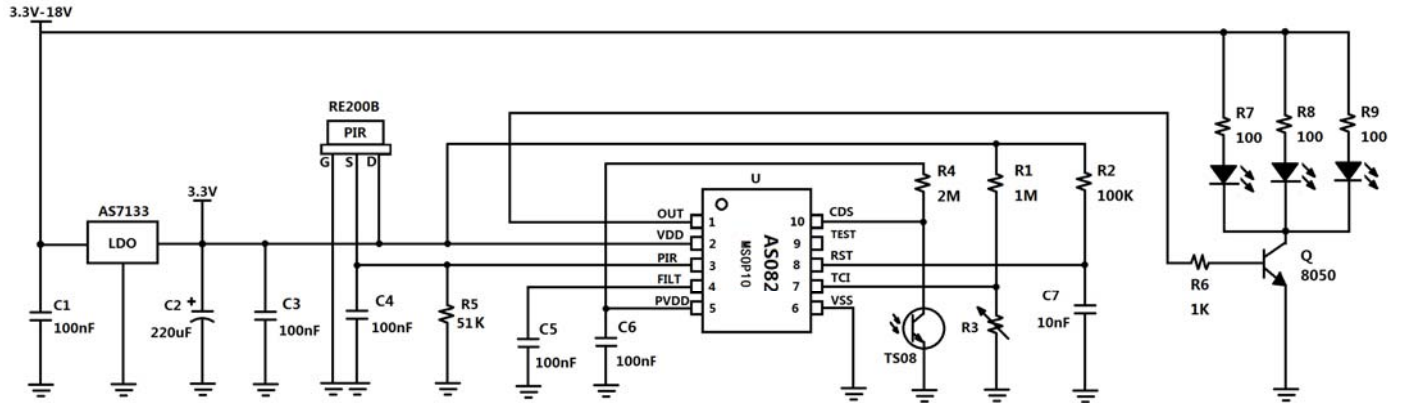 3.3V-18V
RE200B
PIR
G S D
AS7133
LDO
3.3V
C1
100nF
C2
+
220uF
C3
100nF
C4
100nF
R5
51K
C5
100nF
C6
100nF
U
OUT
VDD
PIR
FILT
PVDD
1
2
3
4
5
AS082
MSOP10
10
9
8
7
6
CDS
TEST
RST
TCI
VSS
R4
2M
R1
1M
R2
100K
TS08
R3
C7
10nF
R7
100
R8
100
R9
100
R6
1K
Q
8050